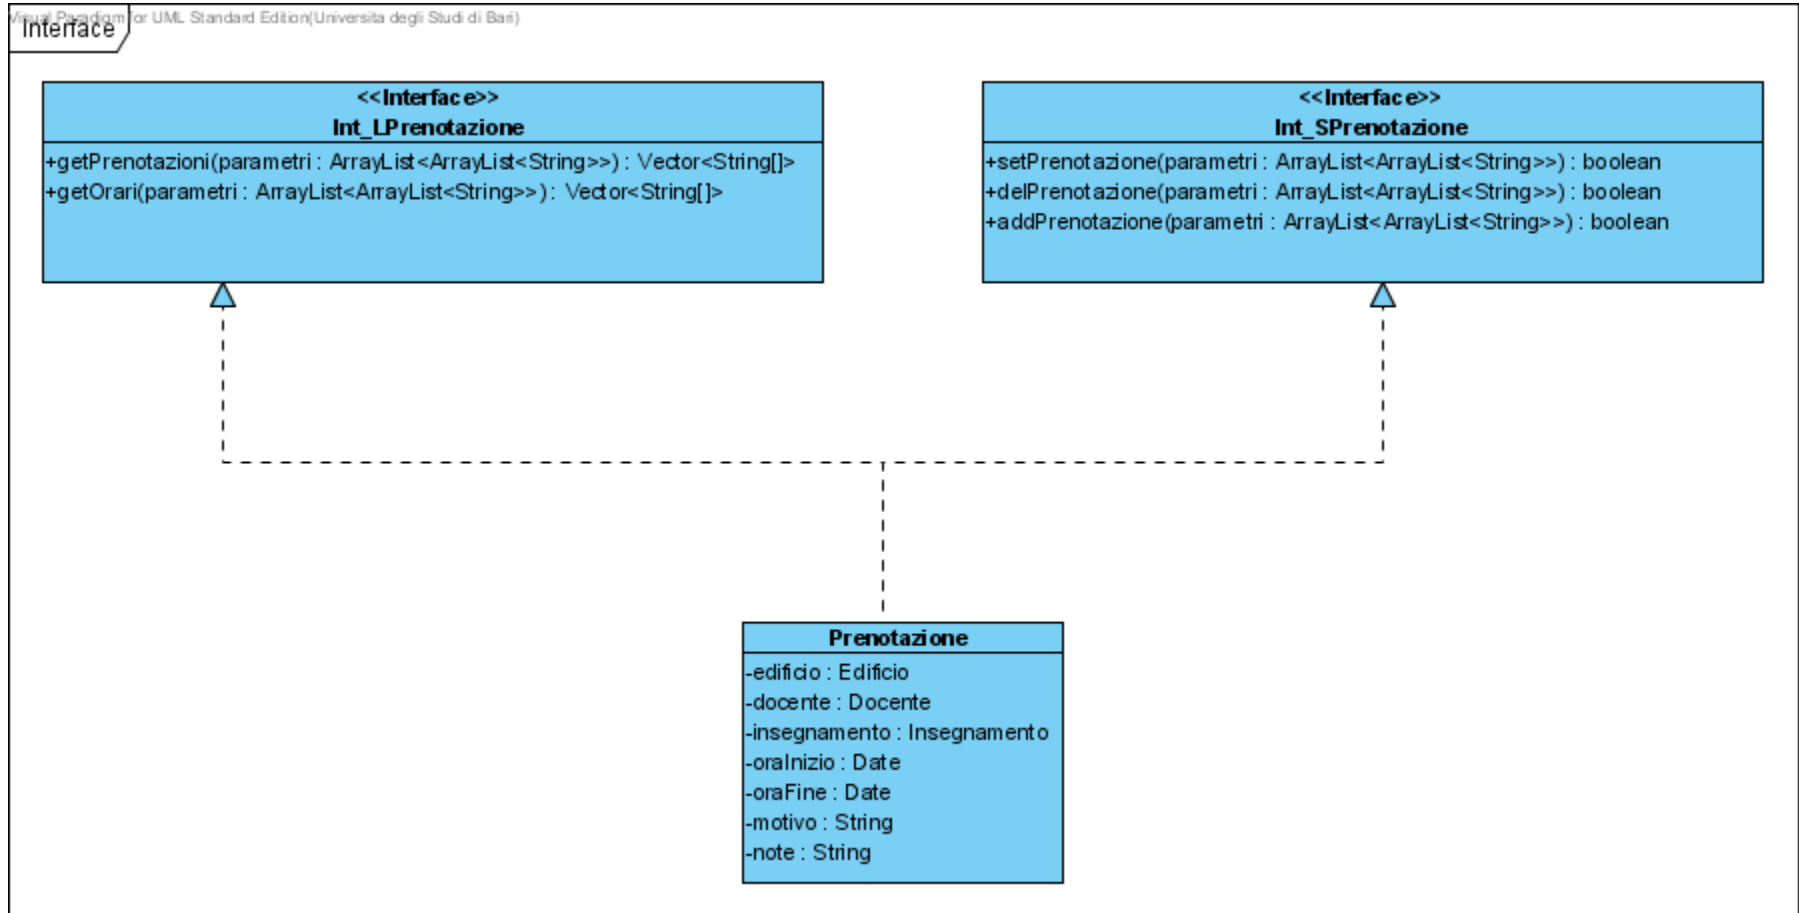 Visual Paradigm for UML Standard Edition(Universita degli Studi di Bari)
Interface
<<Interface>>
Int_LPrenotazione
+getPrenotazioni(parametri : ArrayList<ArrayList<String>>) : Vector<String[]>
+getOrari(parametri : ArrayList<ArrayList<String>>) : Vector<String[]>
<<Interface>>
Int_SPrenotazione
+setPrenotazione(parametri : ArrayList<ArrayList<String>>) : boolean
+delPrenotazione(parametri : ArrayList<ArrayList<String>>) : boolean
+addPrenotazione(parametri : ArrayList<ArrayList<String>>) : boolean
Prenotazione
-edificio : Edificio
-docente : Docente
-insegnamento : Insegnamento
-oraInizio : Date
-oraFine : Date
-motivo : String
-note : String